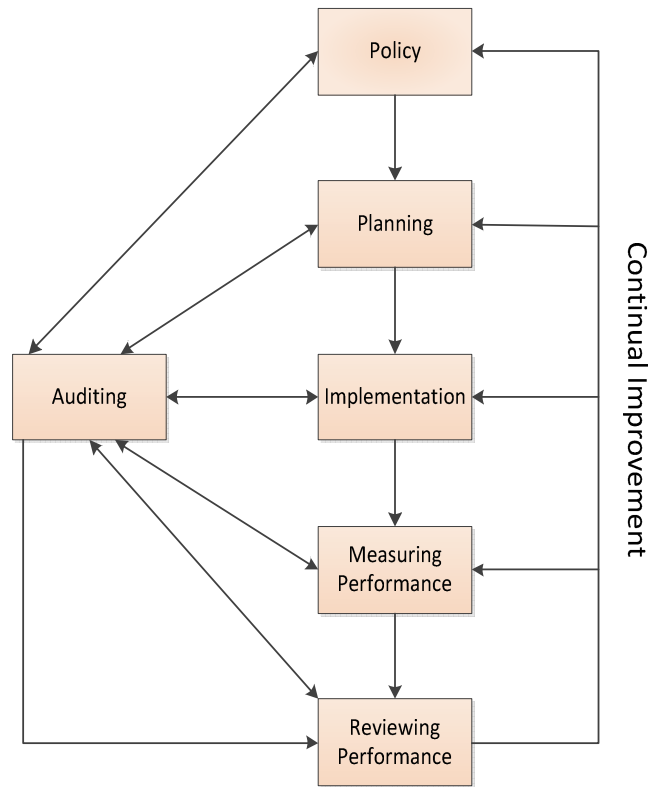 Policy
Planning
Auditing
Implementation
Measuring
Performance
Reviewing
Performance
Continual Improvement